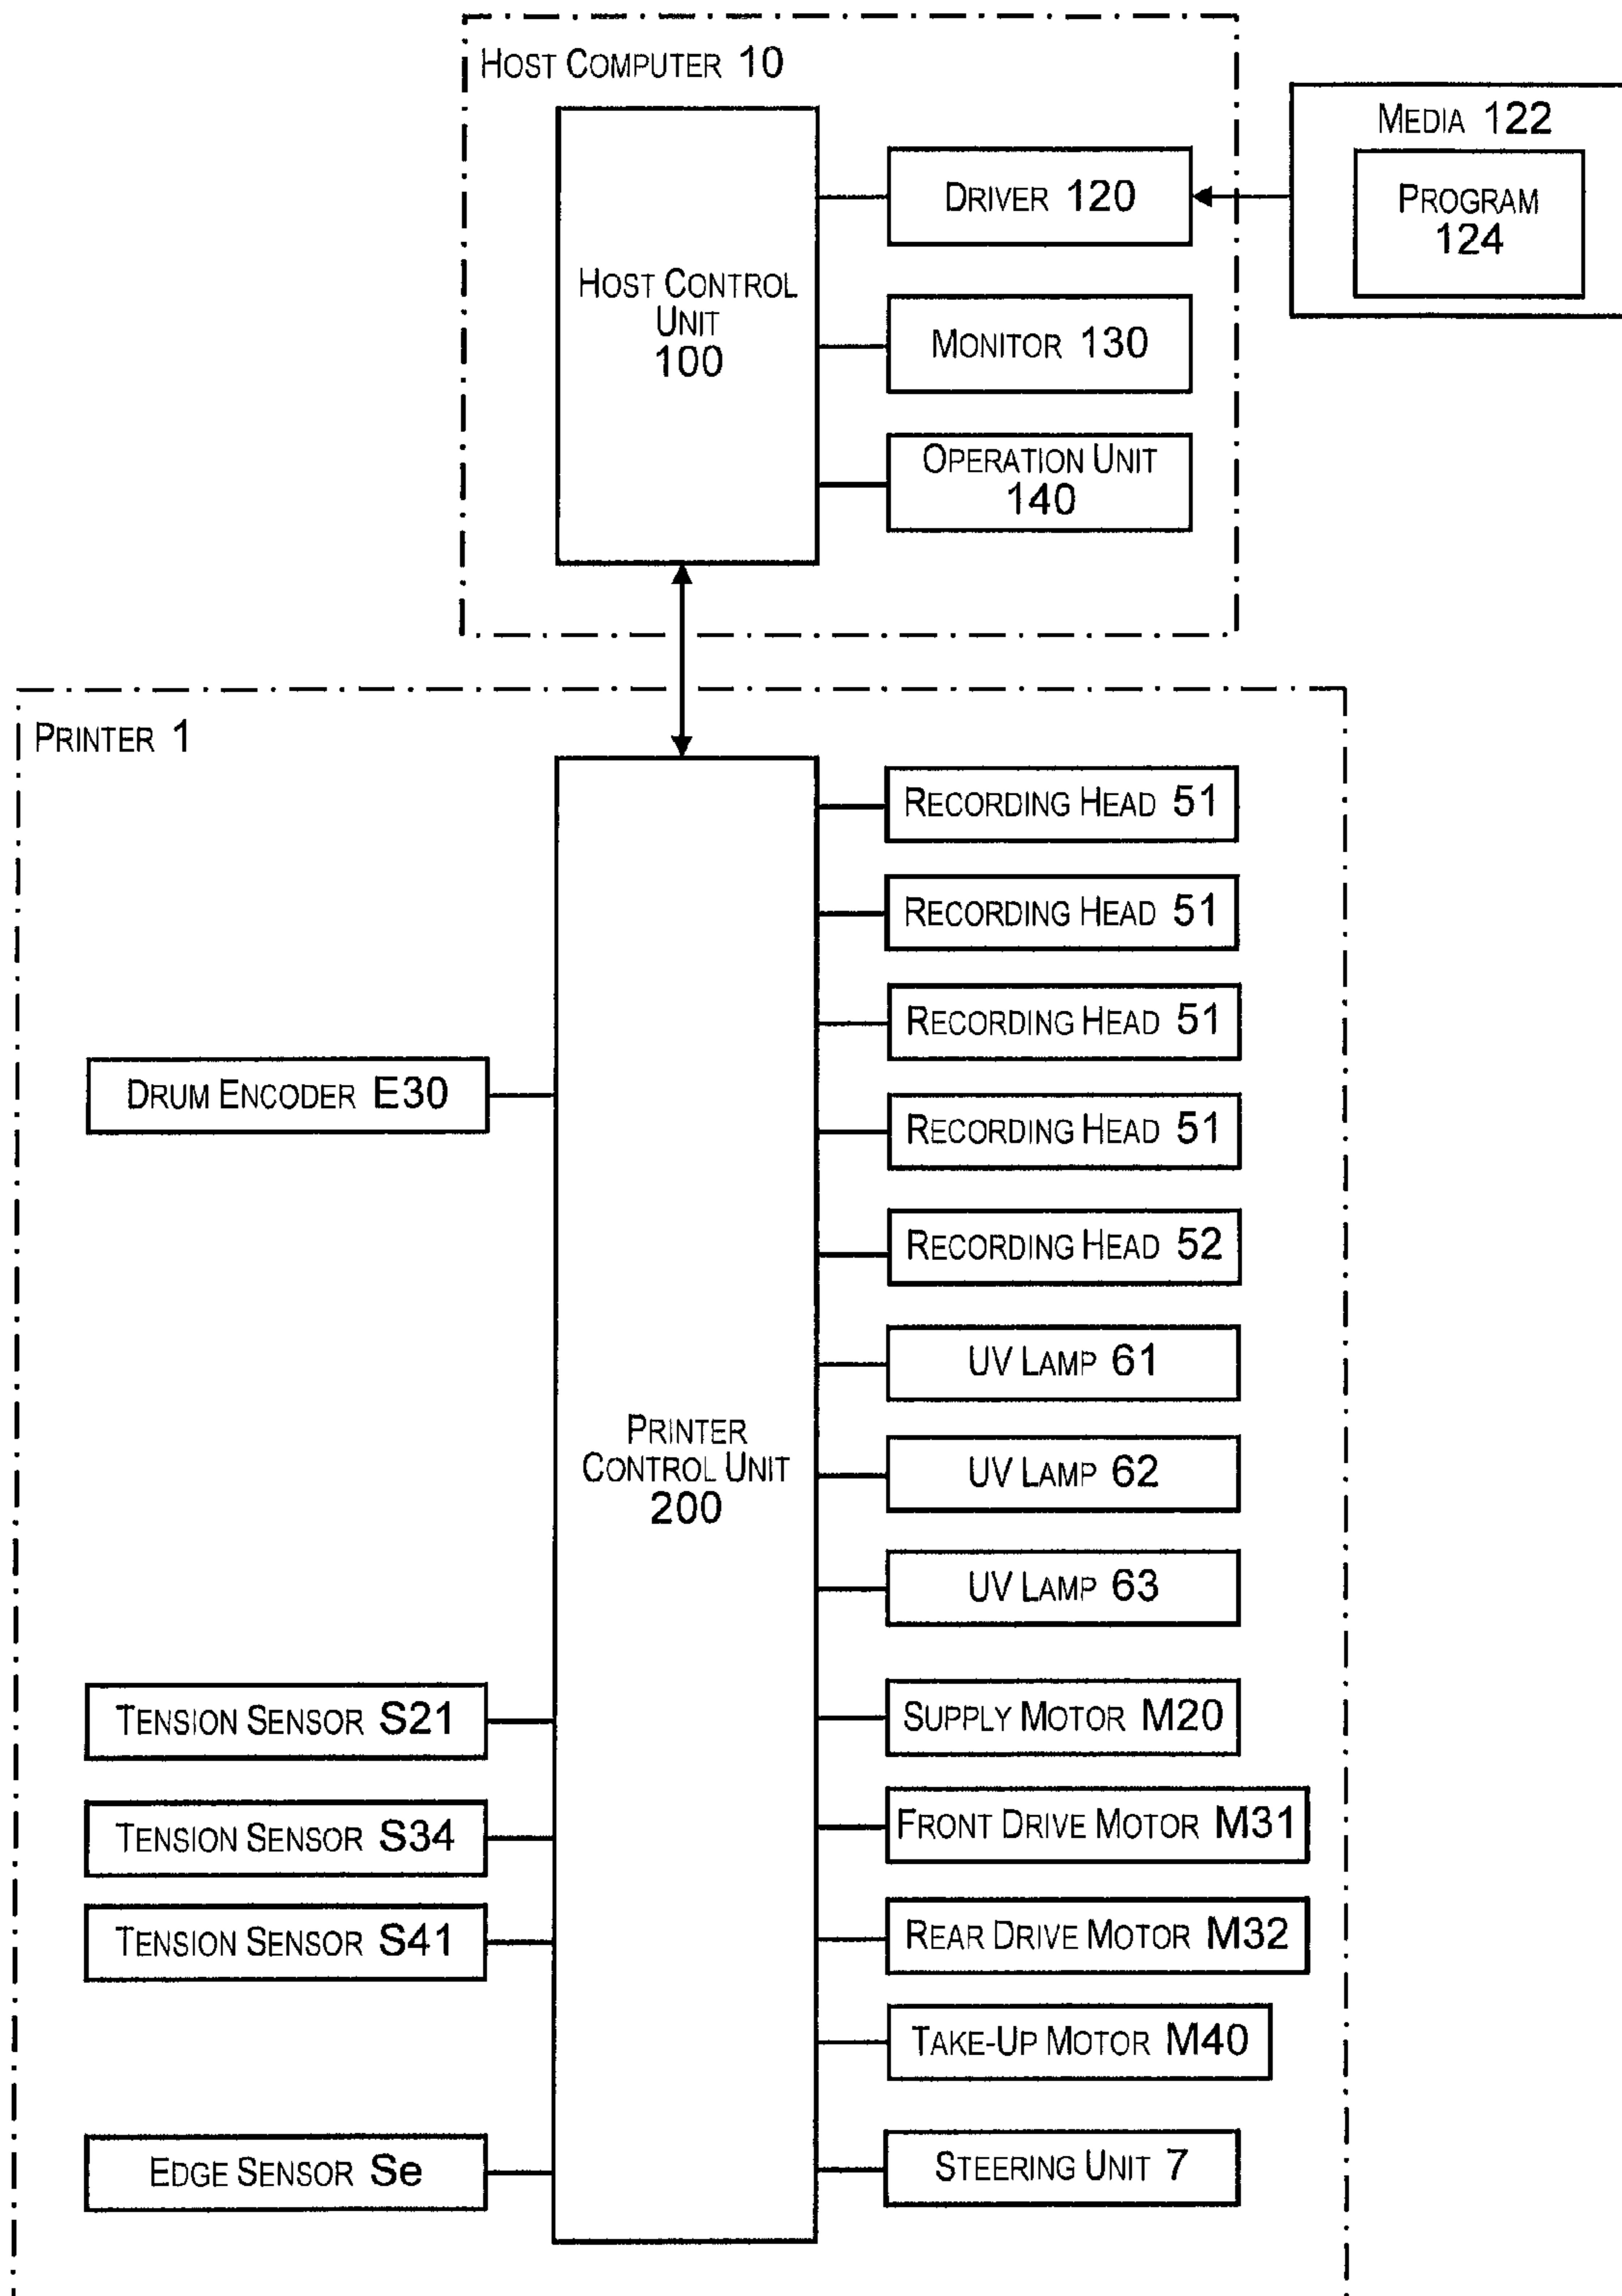 HOST COMPUTER 10
MEDIA 122
PROGRAM
124
DRIVER 120
HOST CONTROL
UNIT
100
MONITOR 130
OPERATION UNIT
140
PRINTER 1
RECORDING HEAD 51
RECORDING HEAD 51
RECORDING HEAD 51
DRUM ENCODER E30
RECORDING HEAD 51
RECORDING HEAD 52
UV LAMP 61
PRINTER
CONTROL UNIT
200
UV LAMP 62
UV LAMP 63
TENSION SENSOR S21
SUPPLY MOTOR M20
TENSION SENSOR S34
FRONT DRIVE MOTOR M31
TENSION SENSOR S41
REAR DRIVE MOTOR M32
TAKE-UP MOTOR M40
EDGE SENSOR Se
STEERING UNIT 7